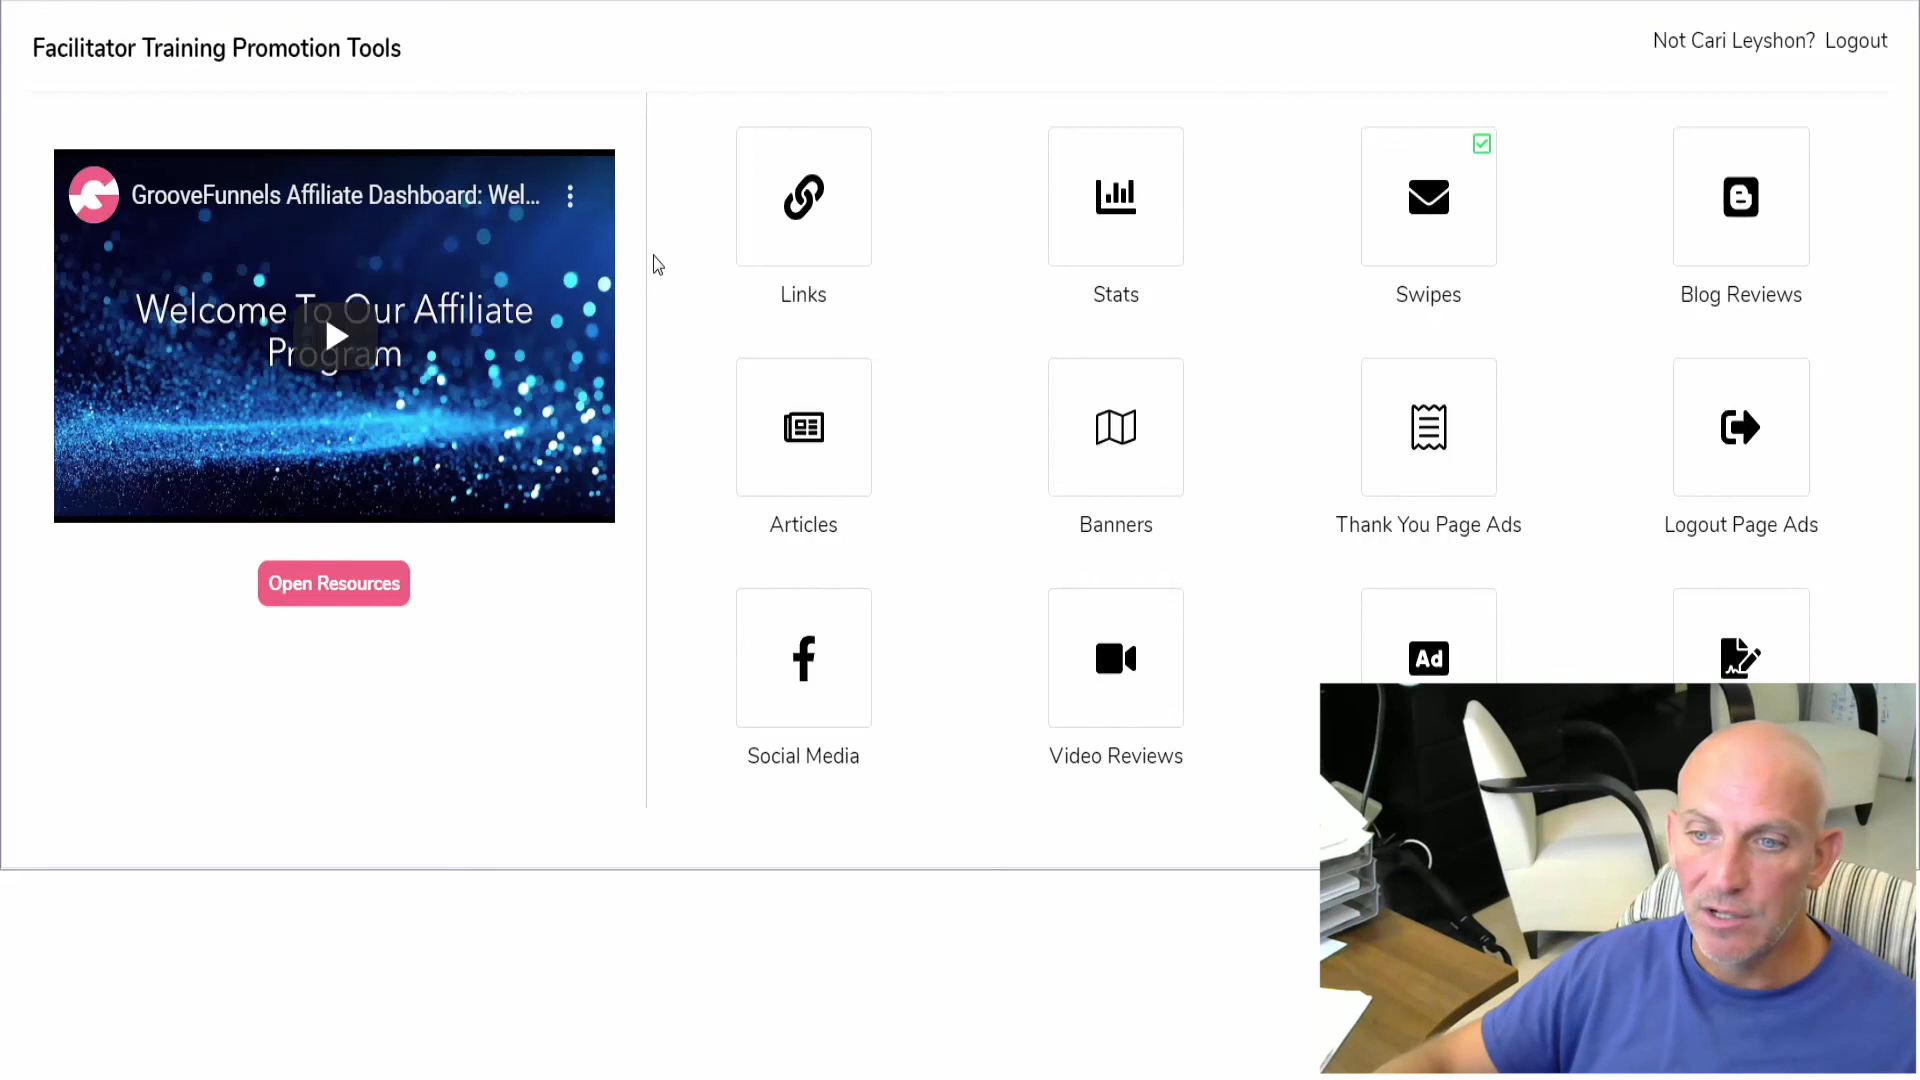 Facilitator Training Promotion Tools
Not Cari Leyshon? Logout
GrooveFunnels Affiliate Dashboard: Wel...
Welcome To Our Affiliate
Program
Open Resources
Links
Stats
Swipes
Blog Reviews
Articles
Banners
Thank You Page Ads
Logout Page Ads
Ad
Social Media
Video Reviews